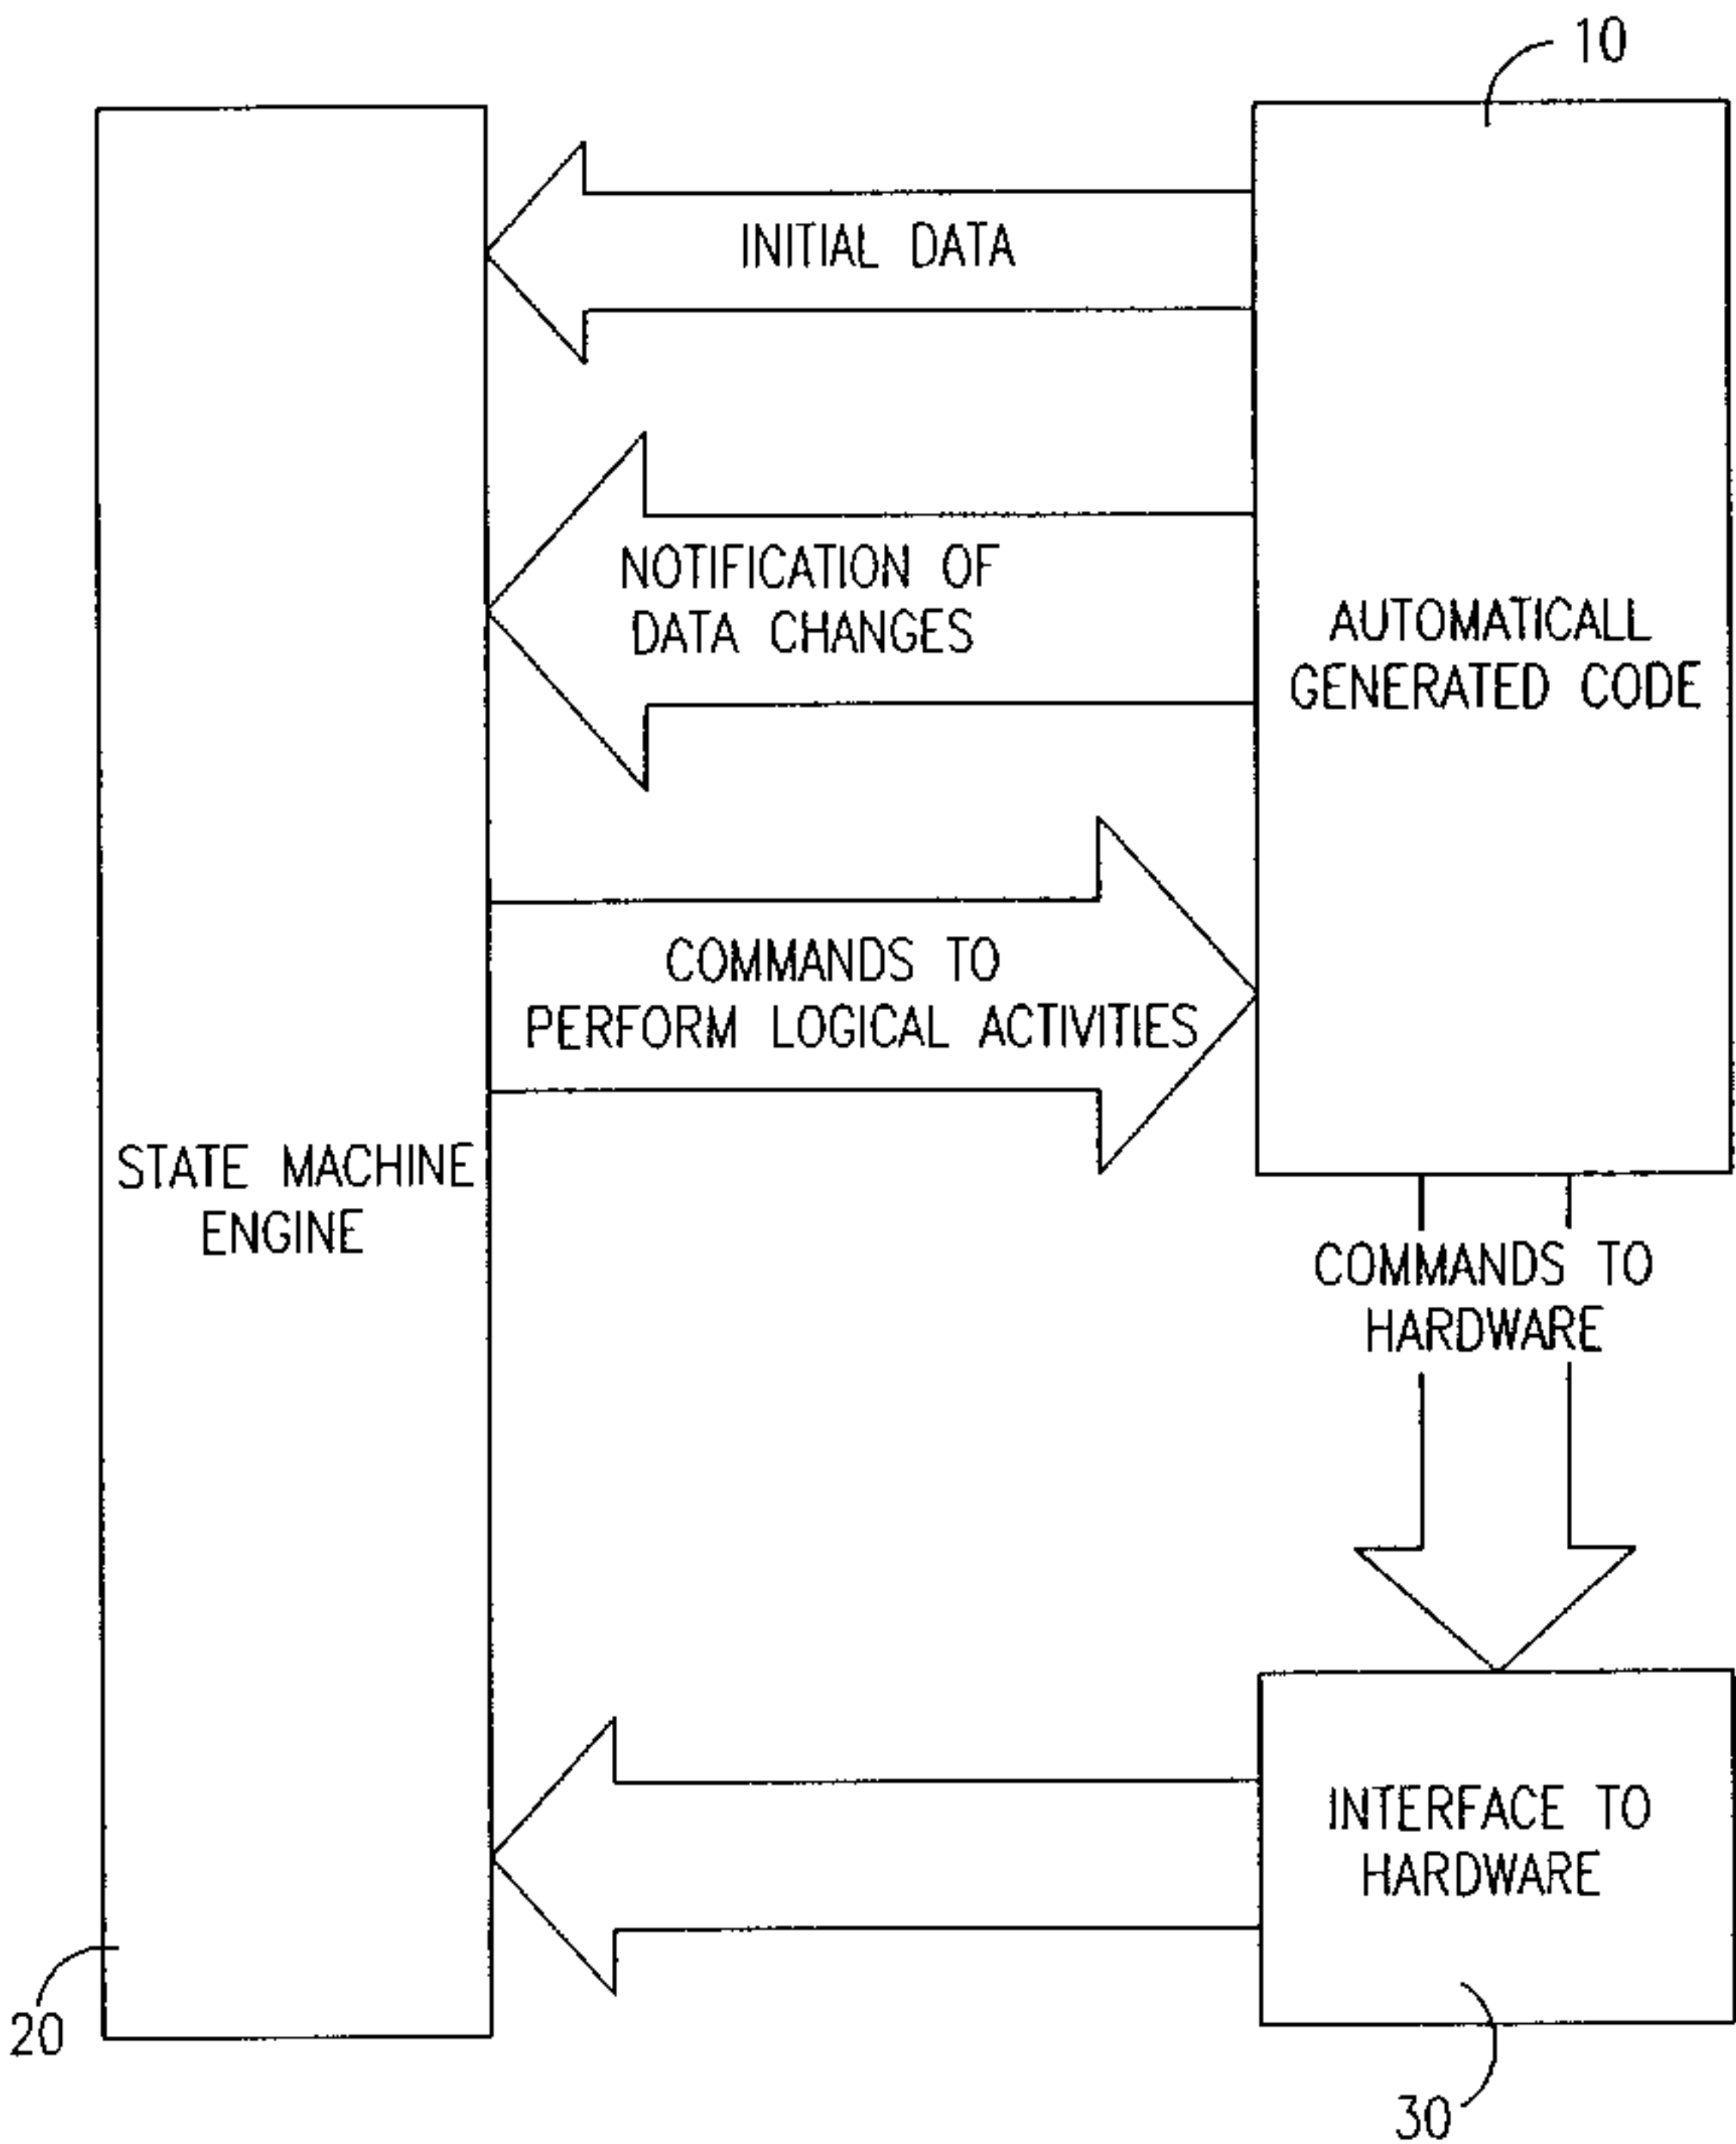 10
INITIAL DATA
NOTIFICATION OF
DATA CHANGES
AUTOMATICALL
GENERATED CODE
COMMANDS TO
PERFORM LOGICAL ACTIVITIES
STATE MACHINE
ENGINE
COMMANDS TO
HARDWARE
INTERFACE TO
HARDWARE
20
30